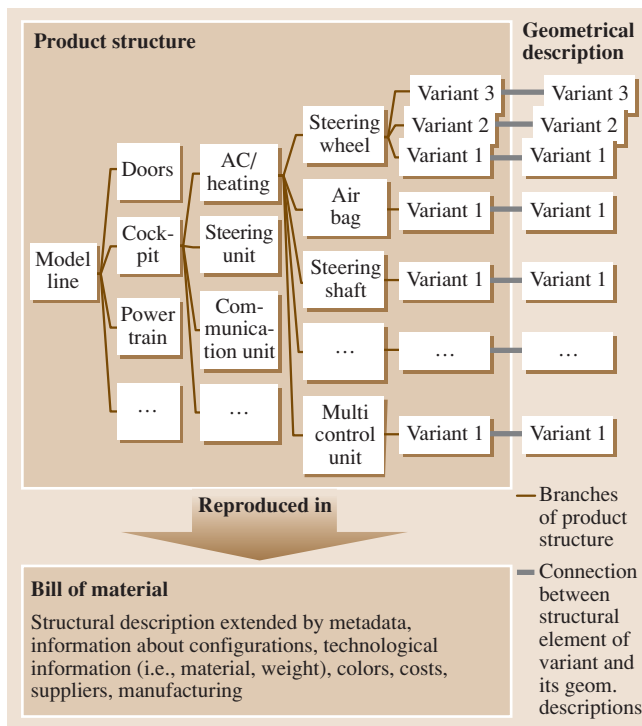 Product structure
Geometrical
description
Model
line
Doors
Cock-
pit
Power
train
…
AC/
heating
Steering
unit
Com-
munica-
tion unit
…
Steering
wheel
Air
bag
Steering
shaft
…
Multi
control
unit
Variant 3
Variant 2
Variant 1
Variant 1
Variant 1
…
Variant 1
Variant 3
Variant 2
Variant 1
Variant 1
Variant 1
…
Variant 1
Reproduced in
Branches
of product
structure
Connection
between
structural
element of
variant and
its geom.
descriptions
Bill of material
Structural description extended by metadata,
information about configurations, technological
information (i.e., material, weight), colors, costs,
suppliers, manufacturing